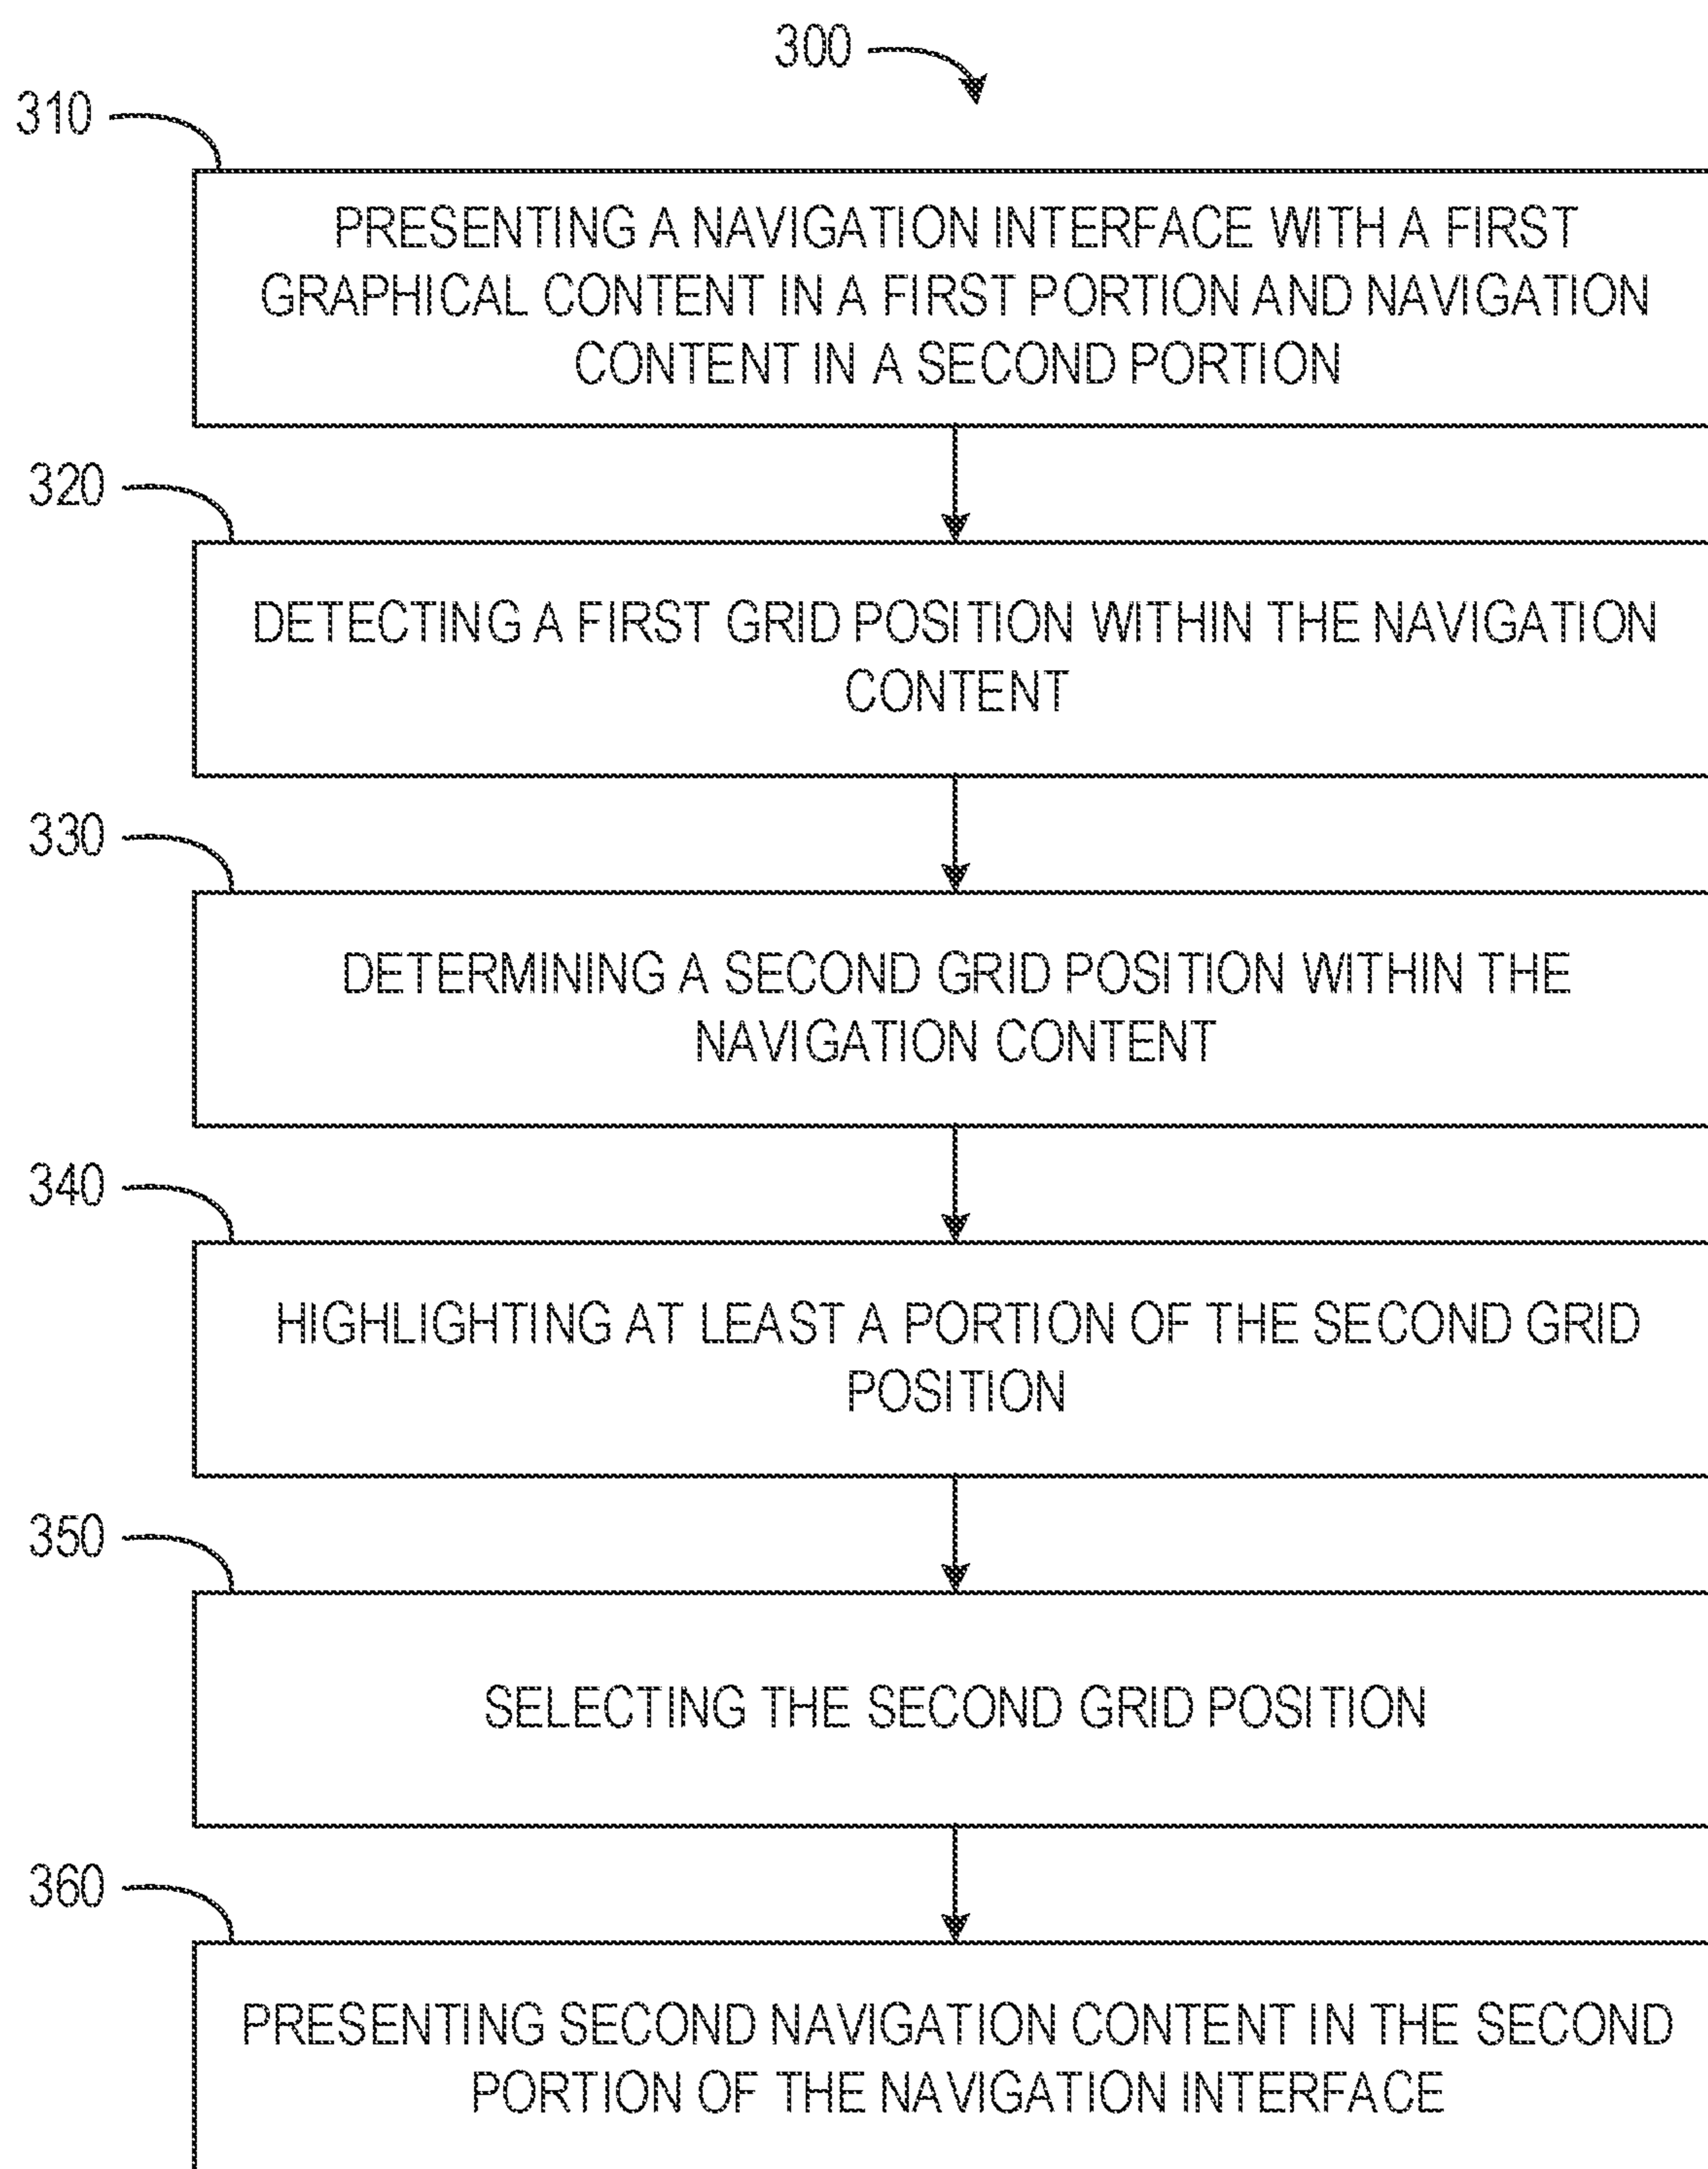 300
310
PRESENTING A NAVIGATION INTERFACE WITH A FIRST
GRAPHICAL CONTENT IN A FIRST PORTION AND NAVIGATION
CONTENT IN A SECOND PORTION
320
DETECTING A FIRST GRID POSITION WITHIN THE NAVIGATION
CONTENT
330
DETERMINING A SECOND GRID POSITION WITHIN THE
NAVIGATION CONTENT
340
HIGHLIGHTING AT LEAST A PORTION OF THE SECOND GRID
POSITION
350
SELECTING THE SECOND GRID POSITION
360
PRESENTING SECOND NAVIGATION CONTENT IN THE SECOND
PORTION OF THE NAVIGATION INTERFACE